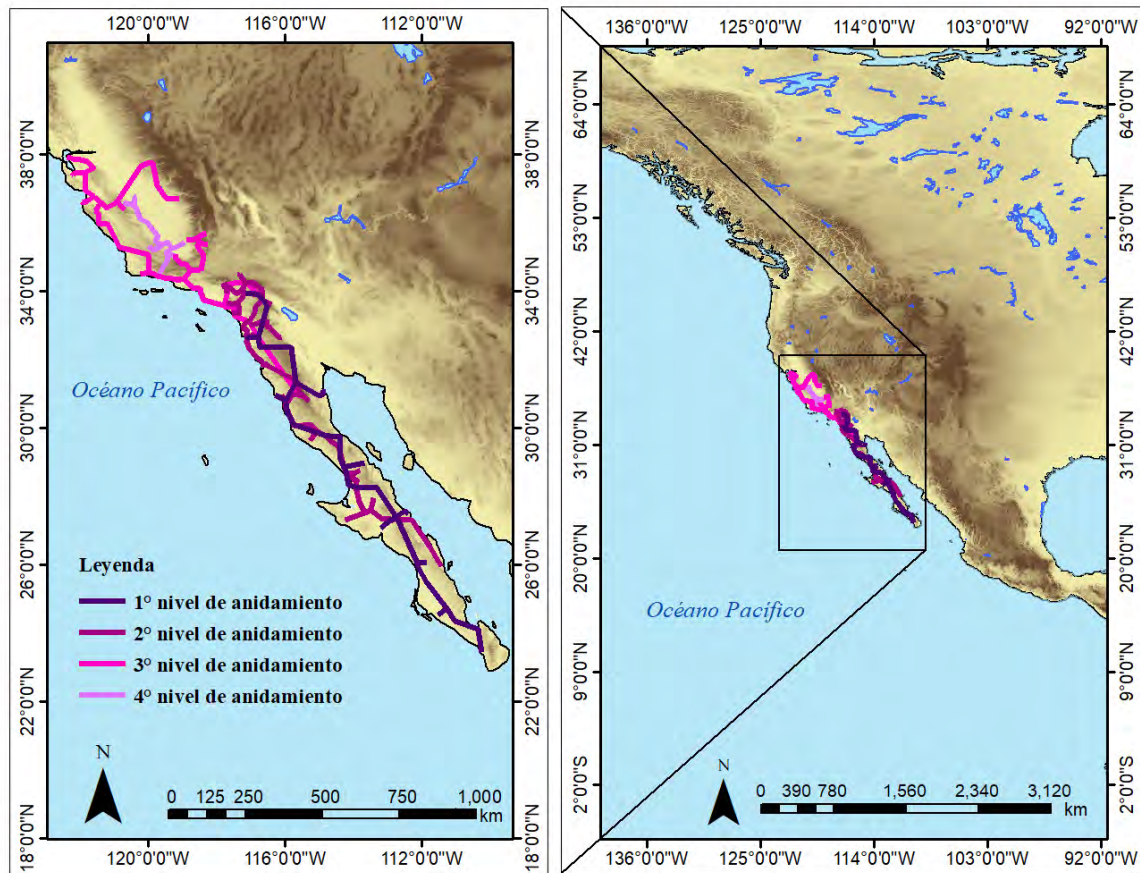 120°0'0"W 116°0'0"W 112°0'0"W
38°0'0"N
34°0'0"N
30°0'0"N
26°0'0"N
22°0'0"N
18°0'0"N
Océano Pacífico
Leyenda
1° nivel de anidamiento
2° nivel de anidamiento
3° nivel de anidamiento
4° nivel de anidamiento
N
0 125 250 500 750 1,000
km
38°0'0"N
34°0'0"N
30°0'0"N
26°0'0"N
22°0'0"N
18°0'0"N
120°0'0"W 116°0'0"W 112°0'0"W
136°0'0"W 125°0'0"W 114°0'0"W 103°0'0"W 92°0'0"W
64°0'0"N
53°0'0"N
42°0'0"N
31°0'0"N
20°0'0"N
9°0'0"N
2°0'0"S
Océano Pacífico
N
0 390 780 1,560 2,340 3,120
km
64°0'0"N
53°0'0"N
42°0'0"N
31°0'0"N
20°0'0"N
9°0'0"N
2°0'0"S
136°0'0"W 125°0'0"W 114°0'0"W 103°0'0"W 92°0'0"W